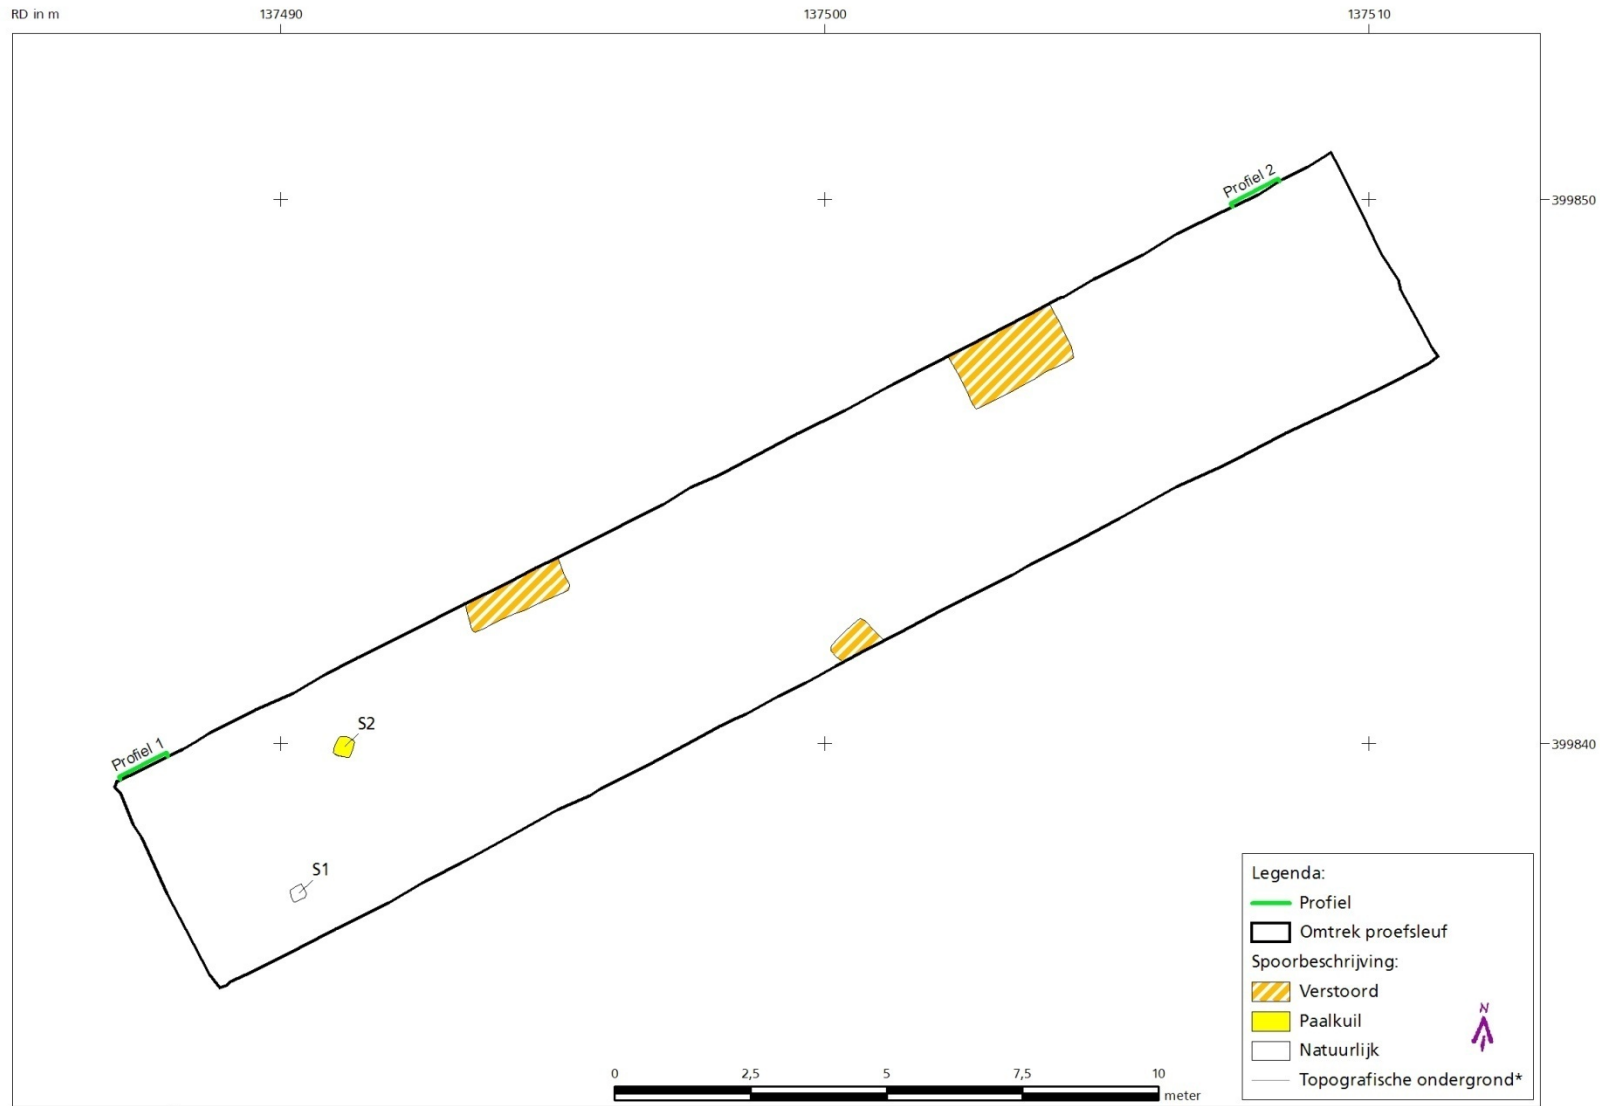 RD in m
137490
137500
137510
399850
399840
Profiel 2
Profiel 1
S2
S1
Legenda:
Profiel
Omtrek proefsleuf
Spoorbeschrijving:
Verstoord
Paalkuil
Natuurlijk
Topografische ondergrond*
N
0
2,5
5
7,5
10
meter